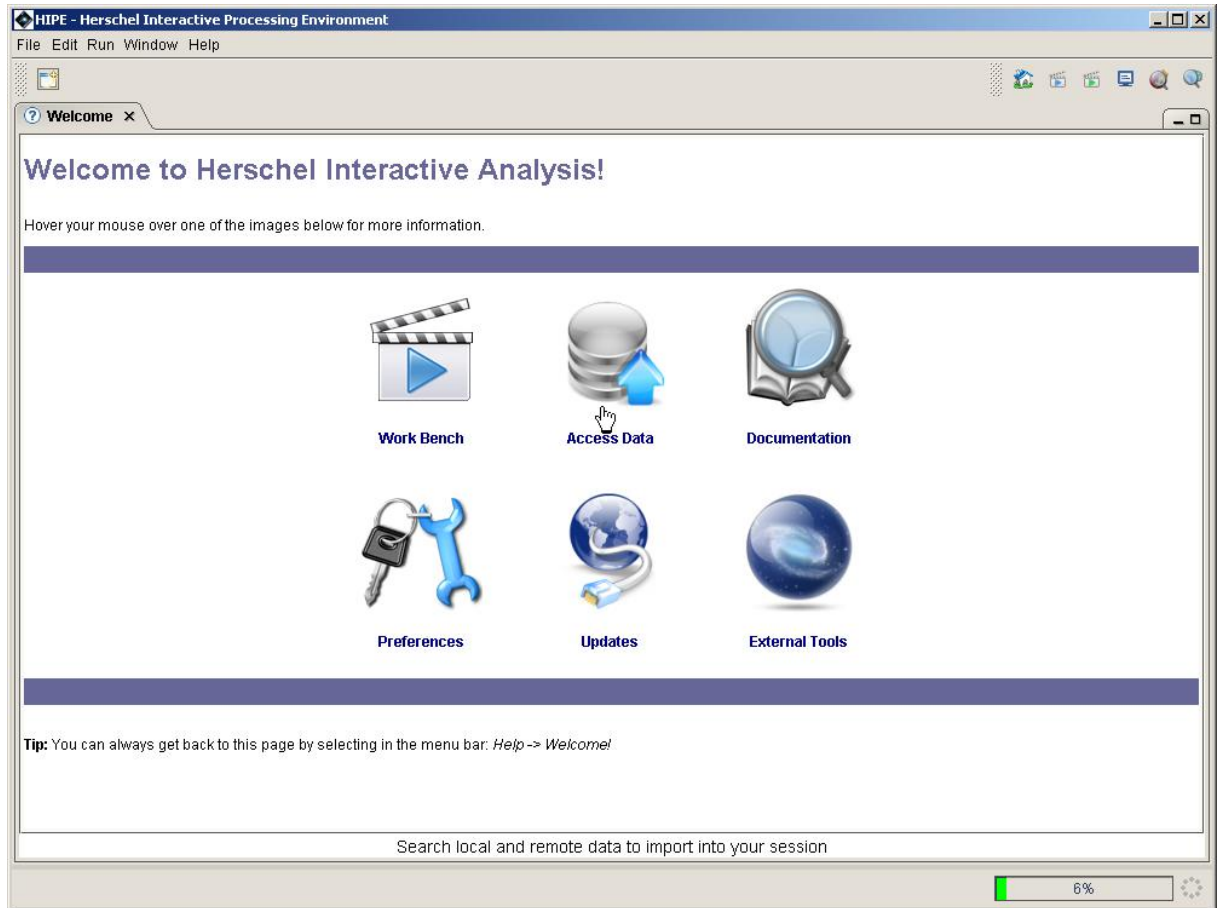 HIPE - Herschel Interactive Processing Environment
File Edit Run Window Help
Welcome
Welcome to Herschel Interactive Analysis!
Hover your mouse over one of the images below for more information.
Work Bench
Access Data
Documentation
Preferences
Updates
External Tools
Tip: You can always get back to this page by selecting in the menu bar: Help -> Welcome!
Search local and remote data to import into your session
6%